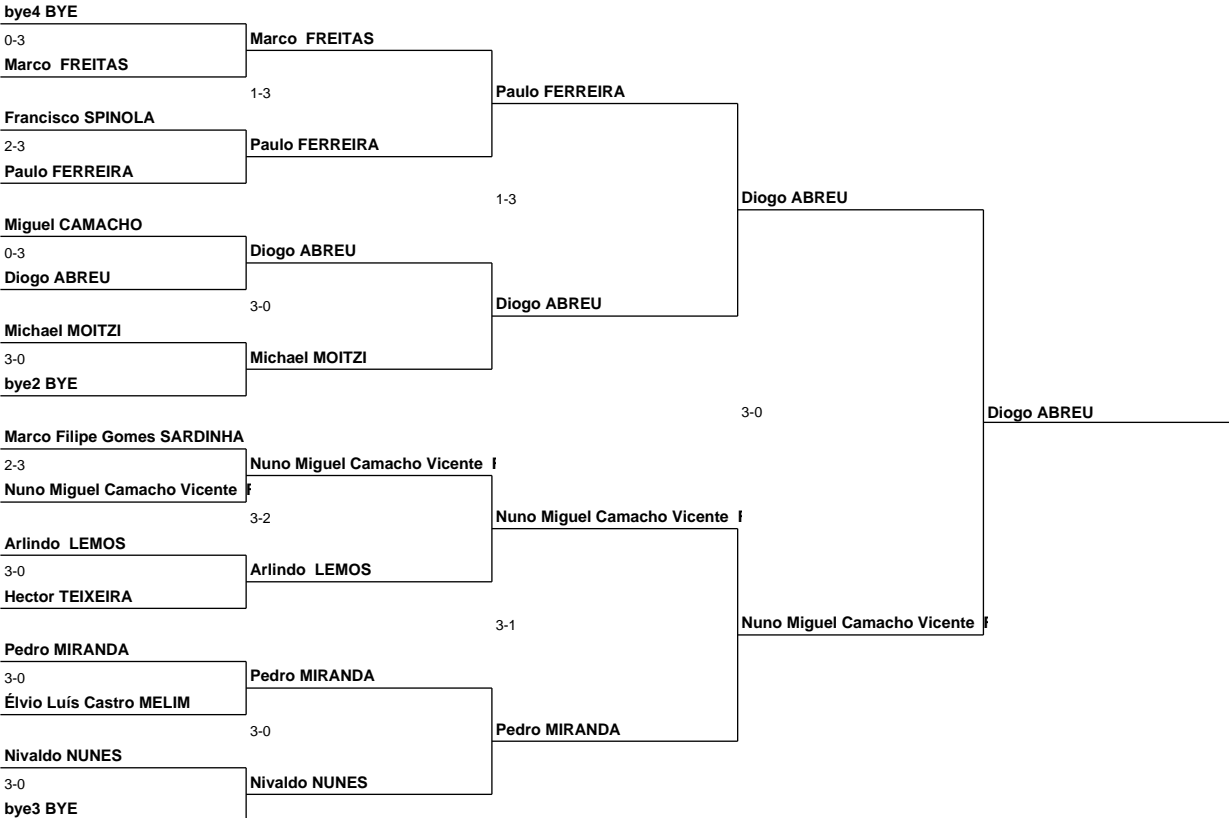 bye4 BYE
0-3
Marco FREITAS
Marco FREITAS
1-3
Paulo FERREIRA
Francisco SPINOLA
2-3
Paulo FERREIRA
Paulo FERREIRA
1-3
Diogo ABREU
Miguel CAMACHO
0-3
Diogo ABREU
Diogo ABREU
3-0
Diogo ABREU
Michael MOITZI
3-0
Michael MOITZI
bye2 BYE
3-0
Diogo ABREU
Marco Filipe Gomes SARDINHA
2-3
Nuno Miguel Camacho Vicente
Nuno Miguel Camacho Vicente
3-2
Nuno Miguel Camacho Vicente
Arlindo LEMOS
3-0
Arlindo LEMOS
Hector TEIXEIRA
3-1
Nuno Miguel Camacho Vicente
Pedro MIRANDA
3-0
Pedro MIRANDA
Élvio Luís Castro MELIM
3-0
Pedro MIRANDA
Nivaldo NUNES
3-0
Nivaldo NUNES
bye3 BYE